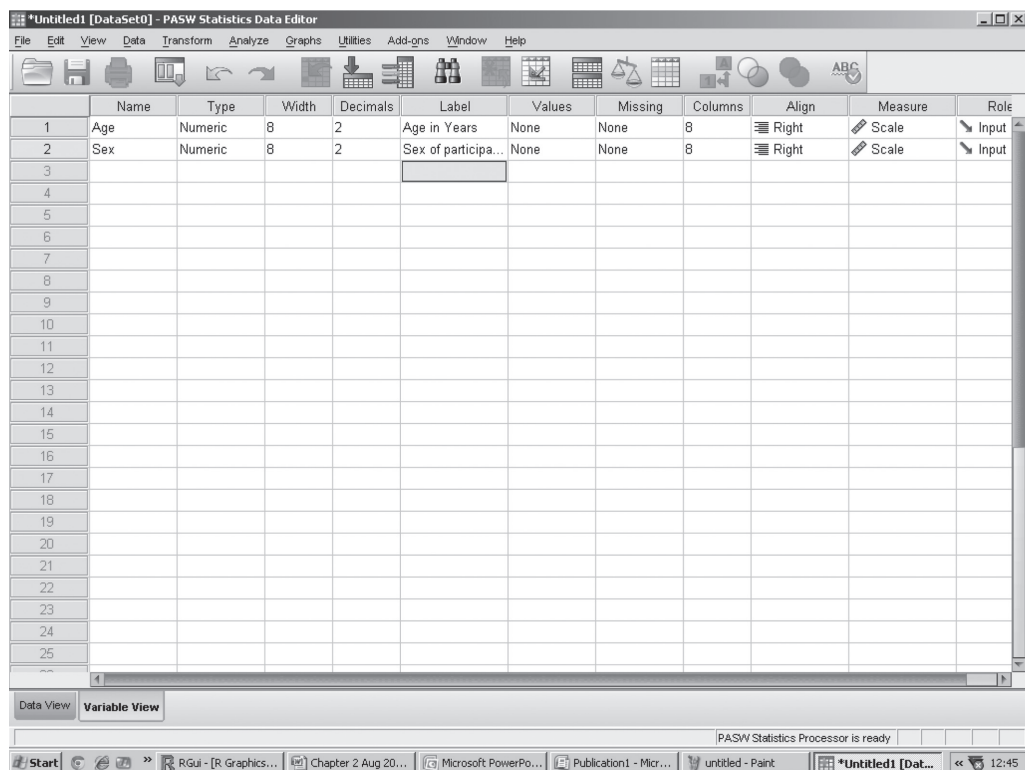 *Untitled1 [DataSet0] - PASW Statistics Data Editor
File Edit View Data Transform Analyze Graphs Utilities Add-ons Window Help
A 14 ABC
Name Type Width Decimals Label Values Missing Columns Align Measure Role
1 Age Numeric 8 2 Age in Years None None 8 Right Scale Input
2 Sex Numeric 8 2 Sex of participa... None None 8 Right Scale Input
3
4
5
6
7
8
9
10
11
12
13
14
15
16
17
18
19
20
21
22
23
24
25
Data View Variable View
PASW Statistics Processor is ready
Start » RGui - [R Graphics... Chapter 2 Aug 20... Microsoft PowerPo... Publication1 - Micr... untitled - Paint *Untitled1 [Dat... « 12:45